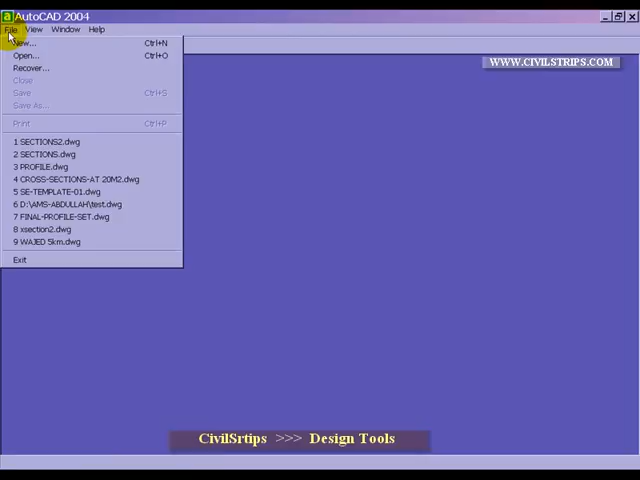 AutoCAD 2004
File View Window Help
New... Ctrl+N
Open... Ctrl+O
Recover...
Close
Save Ctrl+S
Save As...
Print Ctrl+P
1 SECTIONS2.dwg
2 SECTIONS.dwg
3 PROFILE.dwg
4 CROSS-SECTIONS-AT 20M2.dwg
5 SE-TEMPLATE-01.dwg
6 D:\AMS-ABDULLAH\test.dwg
7 FINAL-PROFILE-SET.dwg
8 xsection2.dwg
9 WAJED 5km.dwg
Exit
WWW.CIVILSTRIPS.COM
CivilSrtips >>> Design Tools